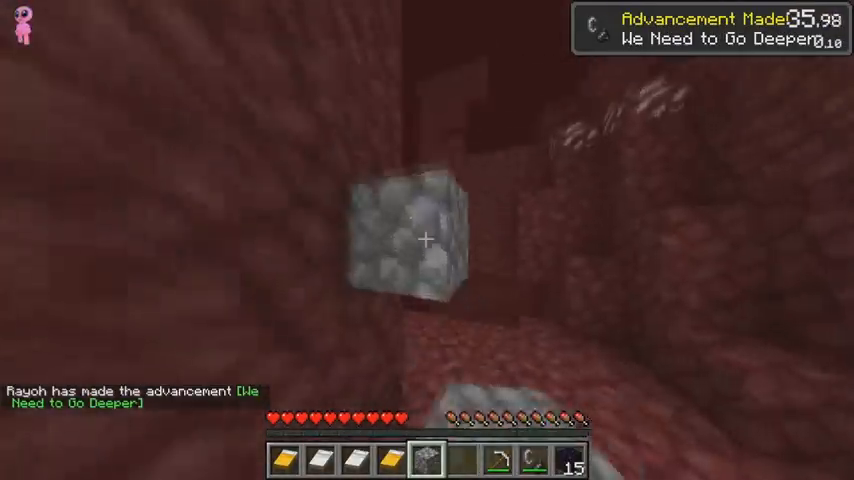 Advancement Made
35.98
We Need to Go Deeper
0.10
Rayoh has made the advancement [We
Need to Go Deeper]
15